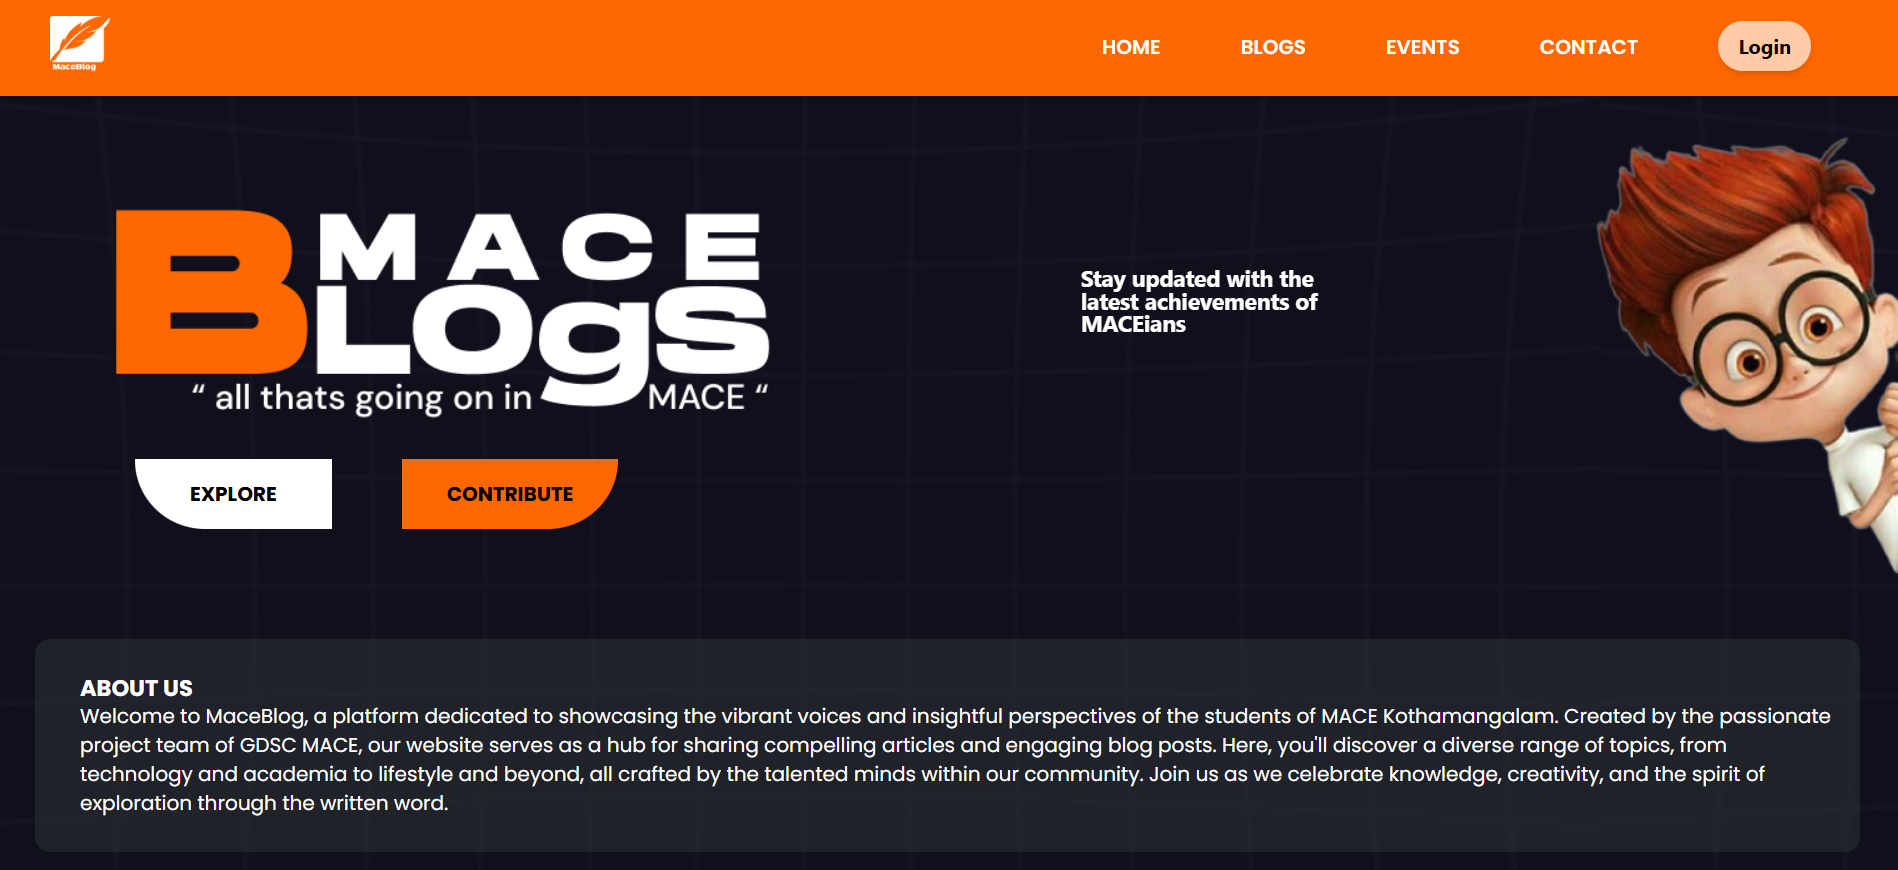 MaceBlog
HOME BLOGS EVENTS CONTACT Login
B MACE
BLOgS
“ all thats going on in MACE “
Stay updated with the
latest achievements of
MACEians
EXPLORE CONTRIBUTE
ABOUT US
Welcome to MaceBlog, a platform dedicated to showcasing the vibrant voices and insightful perspectives of the students of MACE Kothamangalam. Created by the passionate
project team of GDSC MACE, our website serves as a hub for sharing compelling articles and engaging blog posts. Here, you'll discover a diverse range of topics, from
technology and academia to lifestyle and beyond, all crafted by the talented minds within our community. Join us as we celebrate knowledge, creativity, and the spirit of
exploration through the written word.